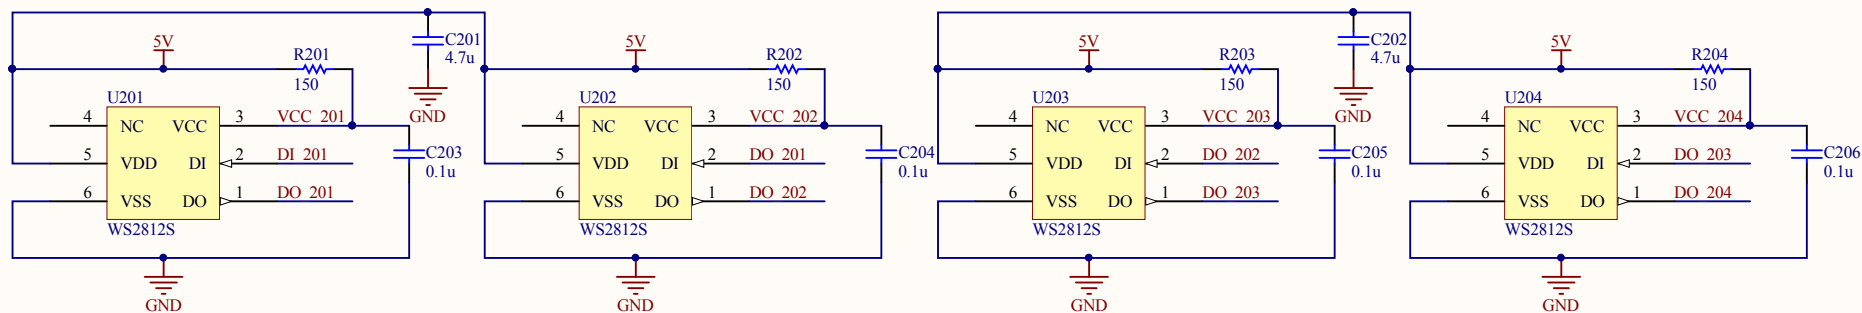 C201
4.7u
GND
5V
R201
150
U201
4 NC VCC 3 VCC_201
5 VDD DI 2 DI_201
6 VSS DO 1 DO_201
WS2812S
C203
0.1u
GND
5V
R202
150
U202
4 NC VCC 3 VCC_202
5 VDD DI 2 DO_201
6 VSS DO 1 DO_202
WS2812S
C204
0.1u
GND
C202
4.7u
GND
5V
R203
150
U203
4 NC VCC 3 VCC_203
5 VDD DI 2 DO_202
6 VSS DO 1 DO_203
WS2812S
C205
0.1u
GND
5V
R204
150
U204
4 NC VCC 3 VCC_204
5 VDD DI 2 DO_203
6 VSS DO 1 DO_204
WS2812S
C206
0.1u
GND